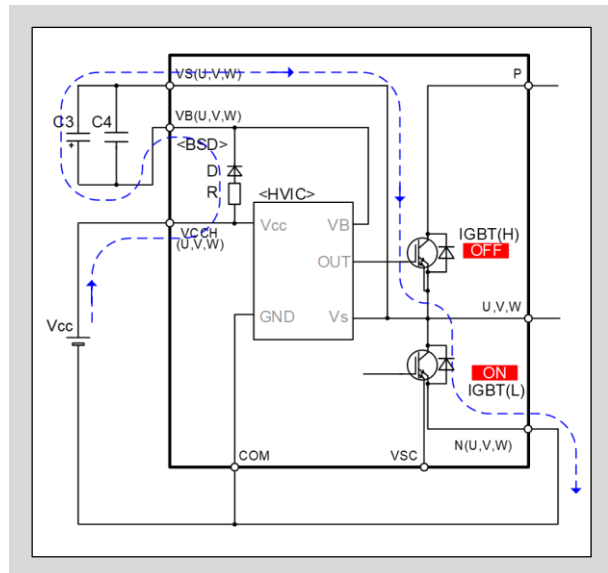 VS(U,V,W)
P
VB(U,V,W)
C3
C4
+
<BSD>
D
R
<HVIC>
VCCH
(U,V,W)
Vcc
VB
OUT
IGBT(H)
OFF
GND
Vs
U,V,W
Vcc
ON
IGBT(L)
N(U,V,W)
COM
VSC